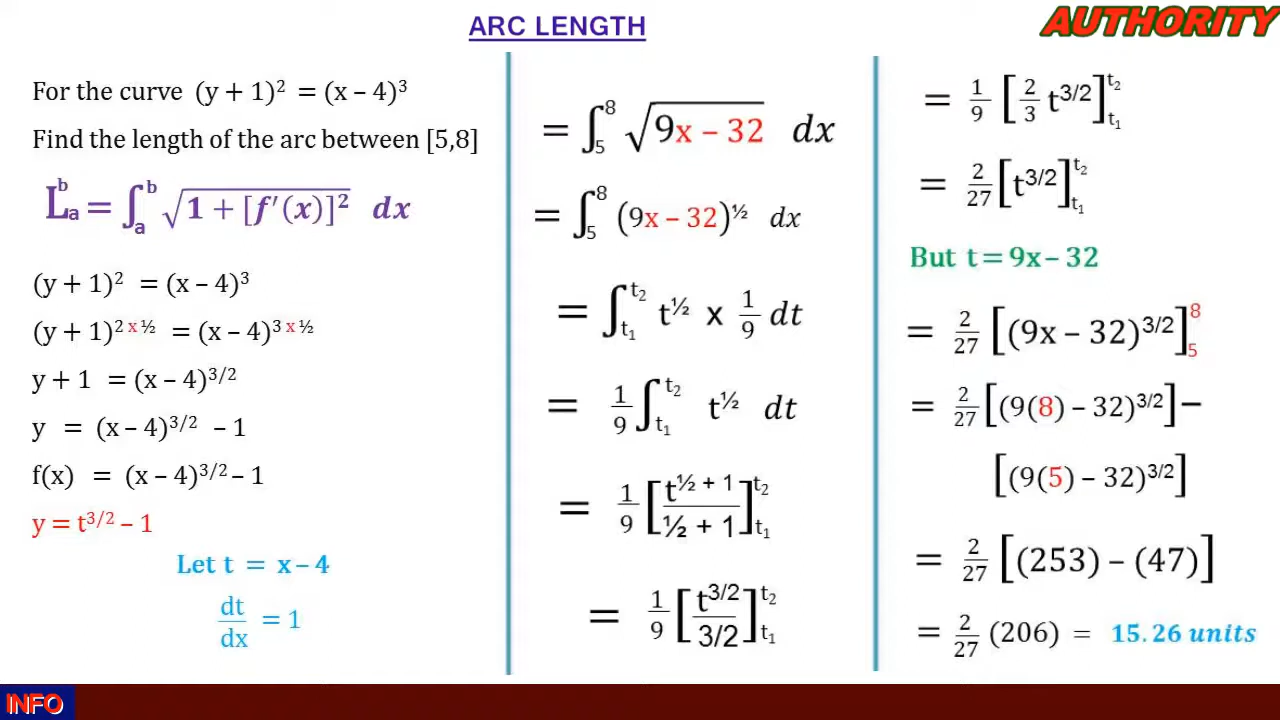 ARC LENGTH
AUTHORITY
For the curve (y + 1)² = (x – 4)³
Find the length of the arc between [5,8]
Lₐᵇ = ∫ₐᵇ √(1 + [f′(x)]²) dx
(y + 1)² = (x – 4)³
(y + 1)^(2 x ½) = (x – 4)^(3 x ½)
y + 1 = (x – 4)^(3/2)
y = (x – 4)^(3/2) – 1
f(x) = (x – 4)^(3/2) – 1
y = t^(3/2) – 1
Let t = x – 4
dt/dx = 1
= ∫₅⁸ √(9x – 32) dx
= ∫₅⁸ (9x – 32)^½ dx
= ∫_(t₁)^(t₂) t^½ x 1/9 dt
= 1/9 ∫_(t₁)^(t₂) t^½ dt
= 1/9 [t^(½ + 1)/(½ + 1)]_(t₁)^(t₂)
= 1/9 [t^(3/2)/(3/2)]_(t₁)^(t₂)
= 1/9 [2/3 t^(3/2)]_(t₁)^(t₂)
= 2/27 [t^(3/2)]_(t₁)^(t₂)
But t = 9x – 32
= 2/27 [(9x – 32)^(3/2)]₅⁸
= 2/27 [(9(8) – 32)^(3/2)] –
[(9(5) – 32)^(3/2)]
= 2/27 [(253) – (47)]
= 2/27 (206) = 15.26 units
INFO